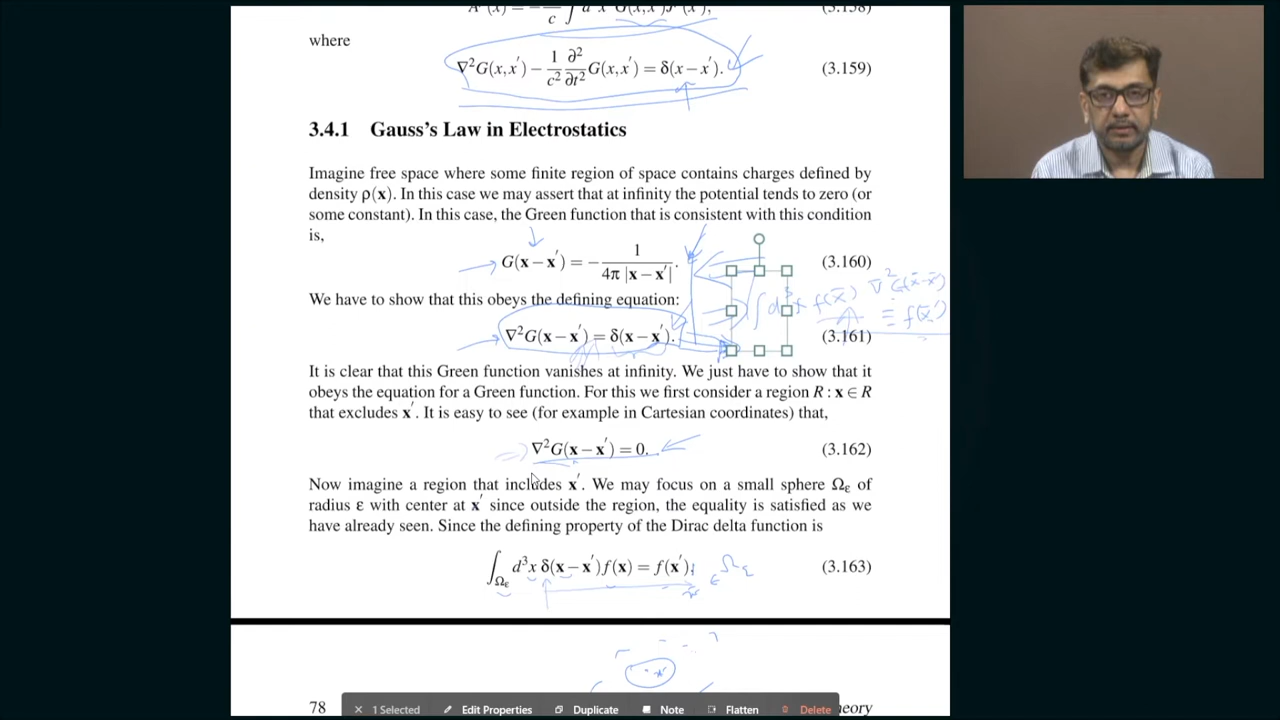 where
∇²G(x,x′) − 1/c² ∂²/∂t² G(x,x′) = δ(x−x′). (3.159)
3.4.1 Gauss's Law in Electrostatics
Imagine free space where some finite region of space contains charges defined by
density ρ(x). In this case we may assert that at infinity the potential tends to zero (or
some constant). In this case, the Green function that is consistent with this condition
is,
G(x−x′) = − 1/(4π |x−x′|). (3.160)
We have to show that this obeys the defining equation:
∫ d³x f(x̄) ∇² G(x̄−x̄′)
≡ f(x̄′)
∇²G(x−x′) = δ(x−x′). (3.161)
It is clear that this Green function vanishes at infinity. We just have to show that it
obeys the equation for a Green function. For this we first consider a region R : x ∈ R
that excludes x′. It is easy to see (for example in Cartesian coordinates) that,
∇²G(x−x′) = 0. (3.162)
Now imagine a region that includes x′. We may focus on a small sphere Ωε of
radius ε with center at x′ since outside the region, the equality is satisfied as we
have already seen. Since the defining property of the Dirac delta function is
∫Ωε d³x δ(x−x′) f(x) = f(x′); ∈ Ωε (3.163)
78
× 1 Selected Edit Properties Duplicate Note Flatten Delete eory